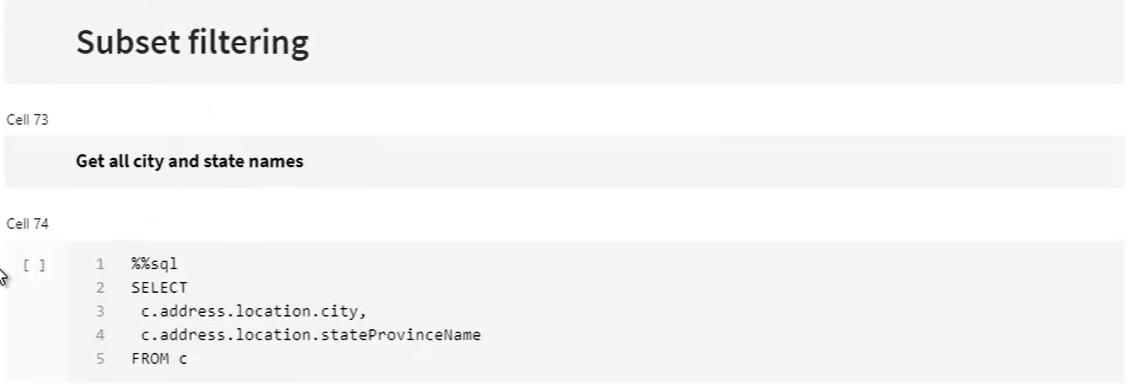 Subset filtering
Cell 73
Get all city and state names
Cell 74
[ ]
1 %%sql
2 SELECT
3 c.address.location.city,
4 c.address.location.stateProvinceName
5 FROM c